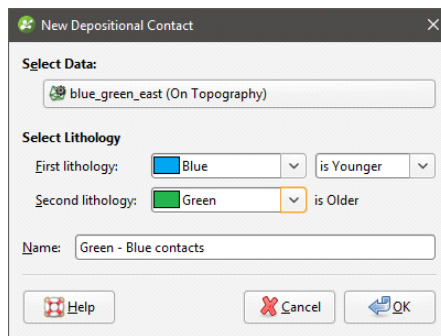 New Depositional Contact
Select Data:
blue_green_east (On Topography)
Select Lithology
First lithology: Blue is Younger
Second lithology: Green is Older
Name: Green - Blue contacts
Help Cancel OK